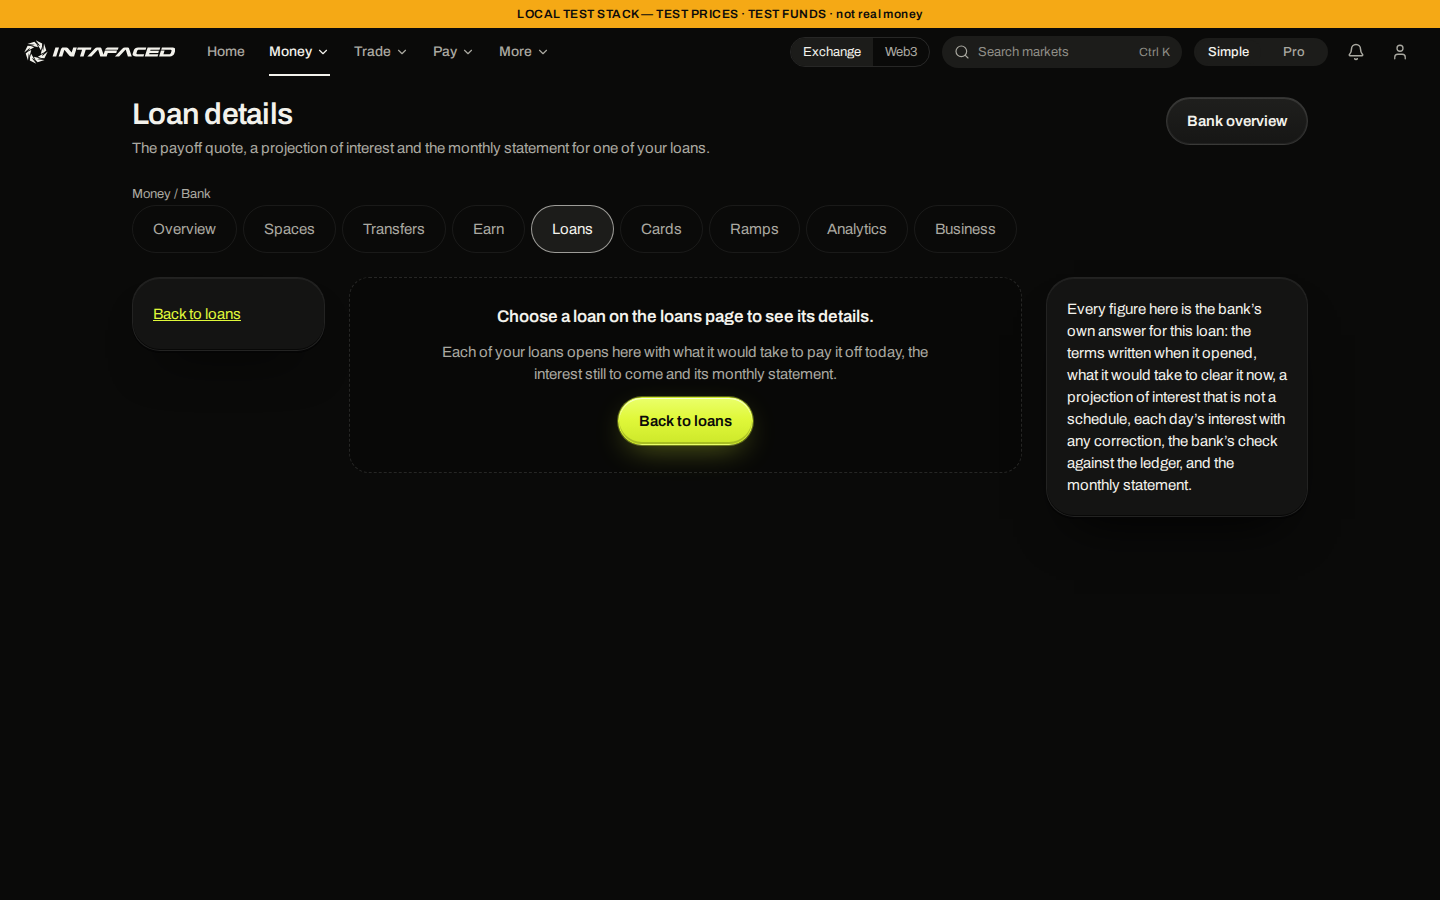 LOCAL TEST STACK — TEST PRICES · TEST FUNDS · not real money
INTAFACED
Home
Money
Trade
Pay
More
Exchange
Web3
Search markets
Ctrl K
Simple
Pro
Loan details
Bank overview
The payoff quote, a projection of interest and the monthly statement for one of your loans.
Money / Bank
Overview
Spaces
Transfers
Earn
Loans
Cards
Ramps
Analytics
Business
Back to loans
Choose a loan on the loans page to see its details.
Each of your loans opens here with what it would take to pay it off today, the
interest still to come and its monthly statement.
Back to loans
Every figure here is the bank’s
own answer for this loan: the
terms written when it opened,
what it would take to clear it now, a
projection of interest that is not a
schedule, each day’s interest with
any correction, the bank’s check
against the ledger, and the
monthly statement.